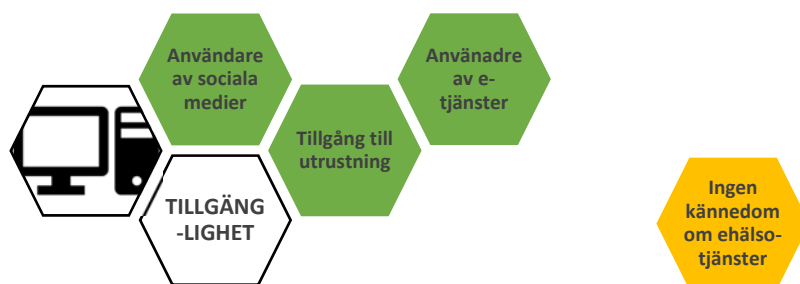 Användare
av sociala
medier
Använadre
av e-
tjänster
Tillgång till
utrustning
TILLGÄNG
-LIGHET
Ingen
kännedom
om ehälso-
tjänster